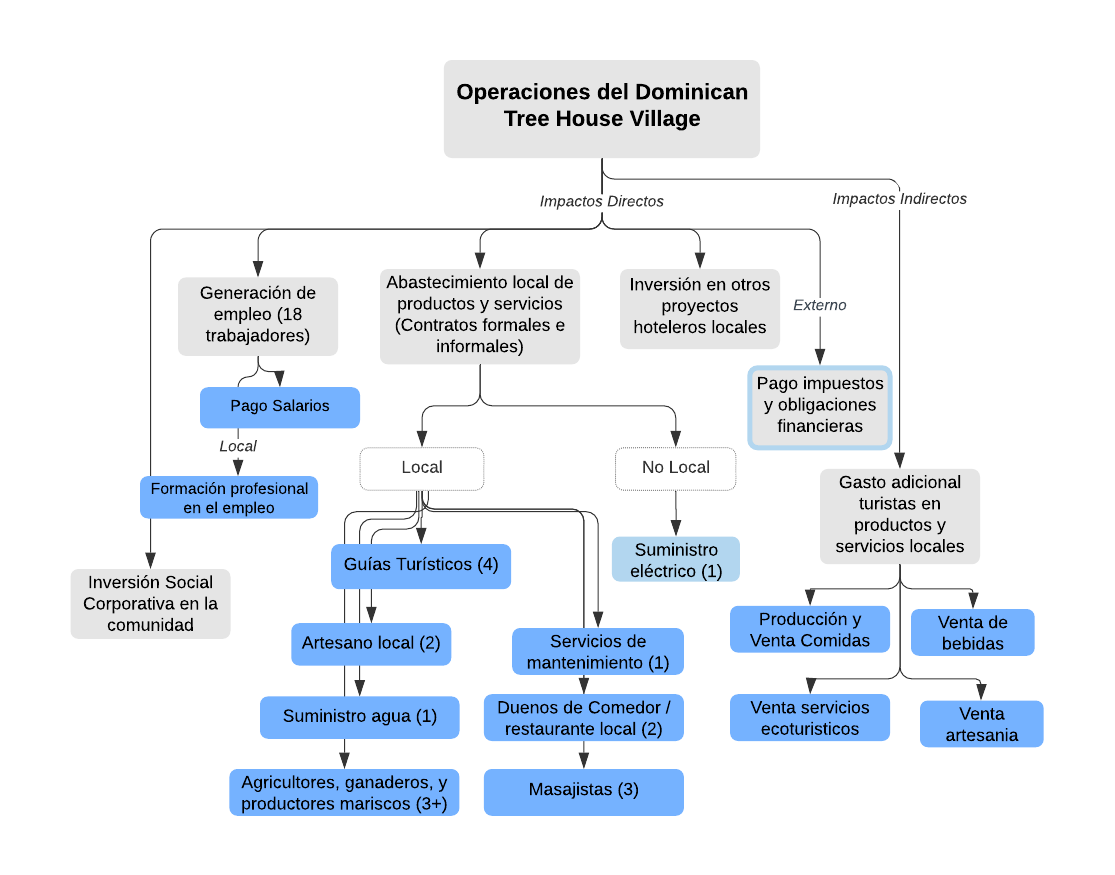 Operaciones del Dominican
Tree House Village
Impactos Directos
Impactos Indirectos
Generación de
empleo (18
trabajadores)
Abastecimiento local de
productos y servicios
(Contratos formales e
informales)
Inversión en otros
proyectos
hoteleros locales
Externo
Pago impuestos
y obligaciones
financieras
Pago Salarios
Local
Formación profesional
en el empleo
Inversión Social
Corporativa en la
comunidad
Local
No Local
Guías Turísticos (4)
Artesano local (2)
Suministro agua (1)
Agricultores, ganaderos, y
productores mariscos (3+)
Servicios de
mantenimiento (1)
Duenos de Comedor /
restaurante local (2)
Masajistas (3)
Suministro
eléctrico (1)
Gasto adicional
turistas en
productos y
servicios locales
Producción y
Venta Comidas
Venta de
bebidas
Venta servicios
ecoturisticos
Venta
artesania